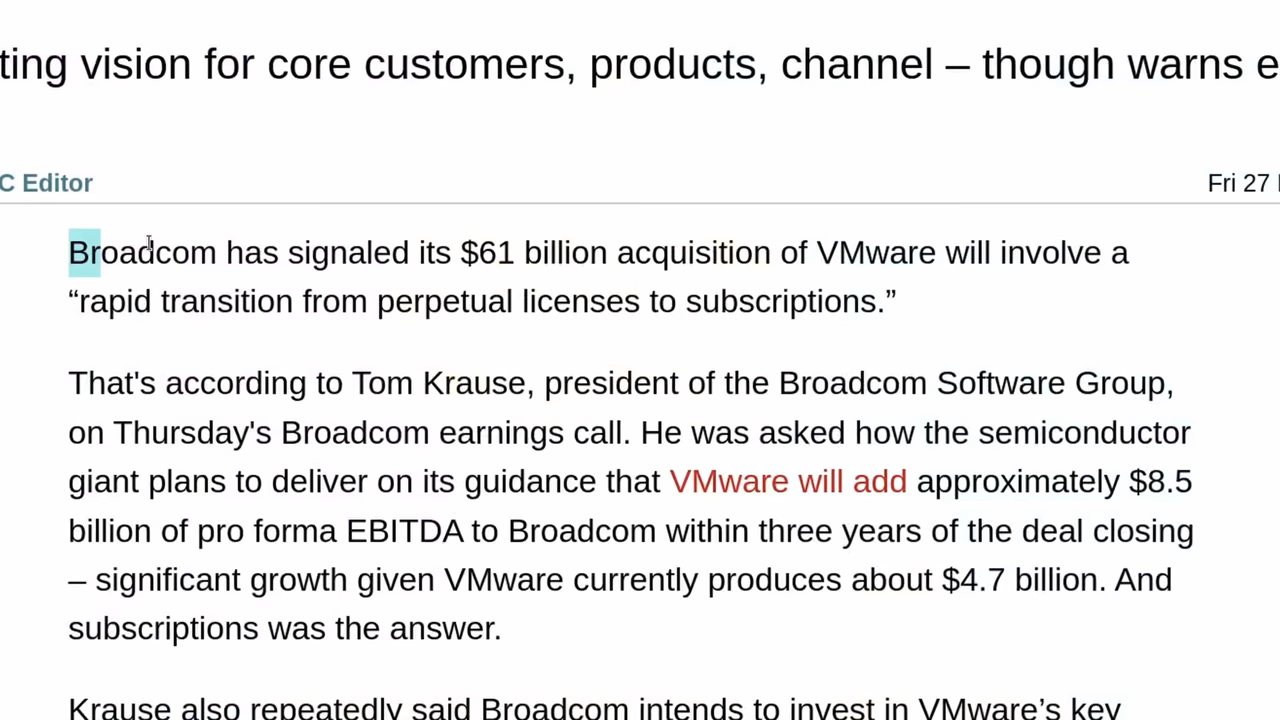 ting vision for core customers, products, channel – though warns e
C Editor
Fri 27
Broadcom has signaled its $61 billion acquisition of VMware will involve a
“rapid transition from perpetual licenses to subscriptions.”
That's according to Tom Krause, president of the Broadcom Software Group,
on Thursday's Broadcom earnings call. He was asked how the semiconductor
giant plans to deliver on its guidance that VMware will add approximately $8.5
billion of pro forma EBITDA to Broadcom within three years of the deal closing
– significant growth given VMware currently produces about $4.7 billion. And
subscriptions was the answer.
Krause also repeatedly said Broadcom intends to invest in VMware’s key